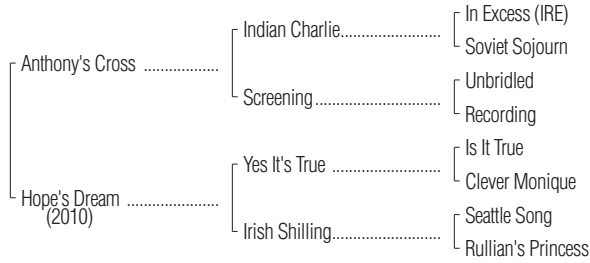 In Excess (IRE)
Indian Charlie....................
Soviet Sojourn
Anthony's Cross ...................
Unbridled
Screening.........................
Recording
Is It True
Yes It's True .....................
Clever Monique
Hope's Dream .....................
(2010)
Seattle Song
Irish Shilling......................
Rullian's Princess